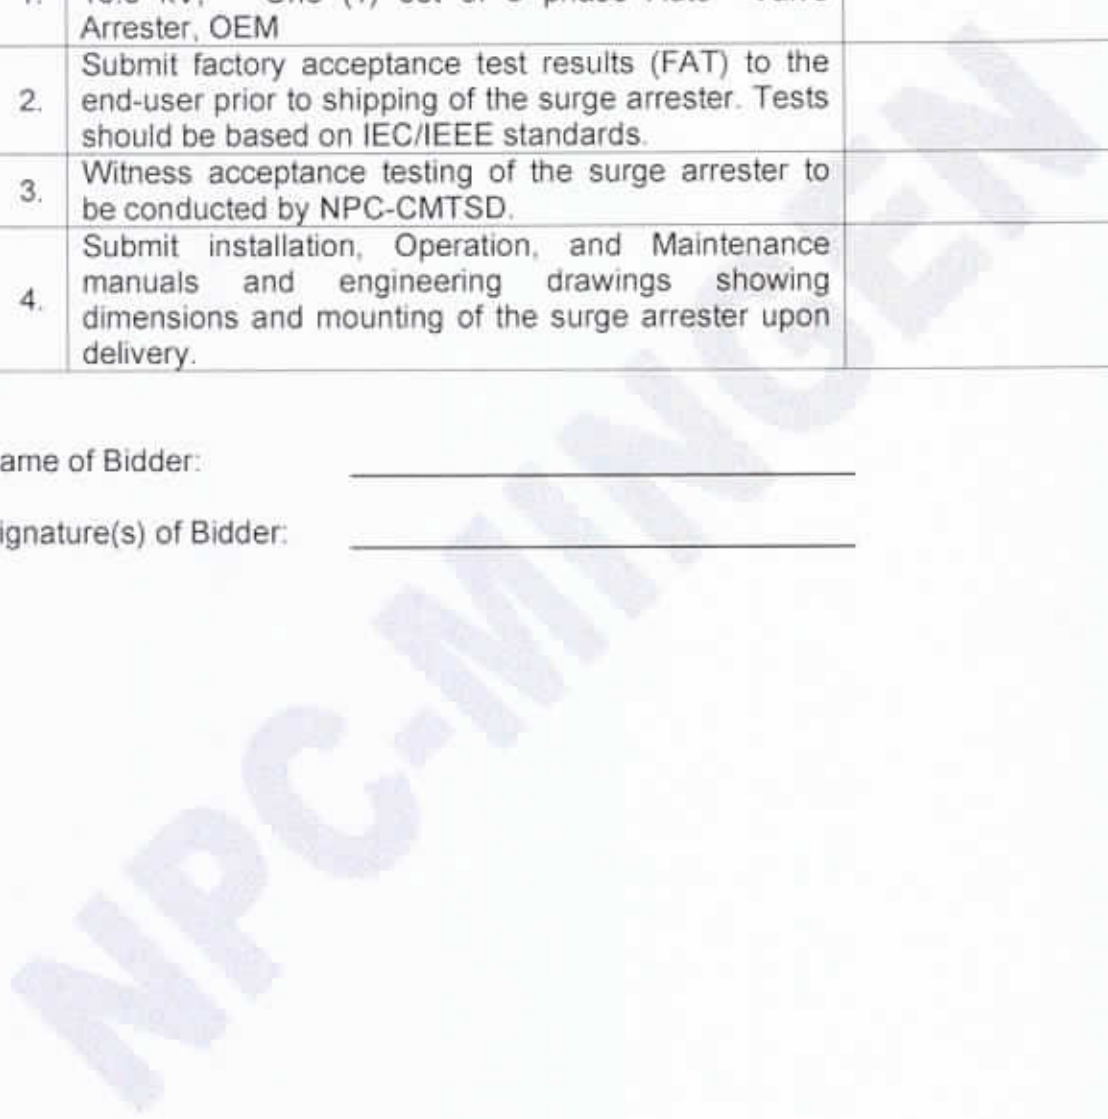 Arrester, OEM
2. Submit factory acceptance test results (FAT) to the
end-user prior to shipping of the surge arrester. Tests
should be based on IEC/IEEE standards.
3. Witness acceptance testing of the surge arrester to
be conducted by NPC-CMTSD.
4. Submit installation, Operation, and Maintenance
manuals and engineering drawings showing
dimensions and mounting of the surge arrester upon
delivery.
ame of Bidder:
ignature(s) of Bidder:
NPC-MINGEN